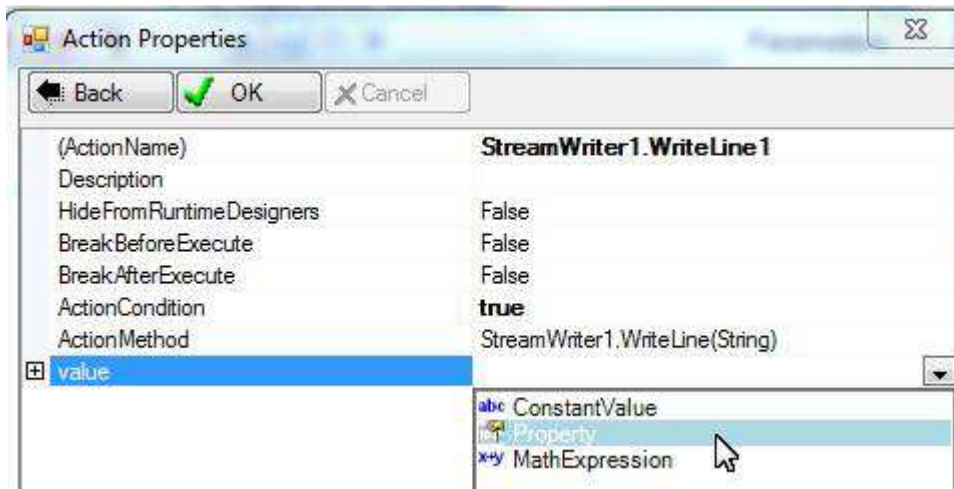 Action Properties
Back OK Cancel
(ActionName) StreamWriter1.WriteLine1
Description
HideFromRuntimeDesigners False
BreakBeforeExecute False
BreakAfterExecute False
ActionCondition true
ActionMethod StreamWriter1.WriteLine(String)
value
abc ConstantValue
Property
x+y MathExpression